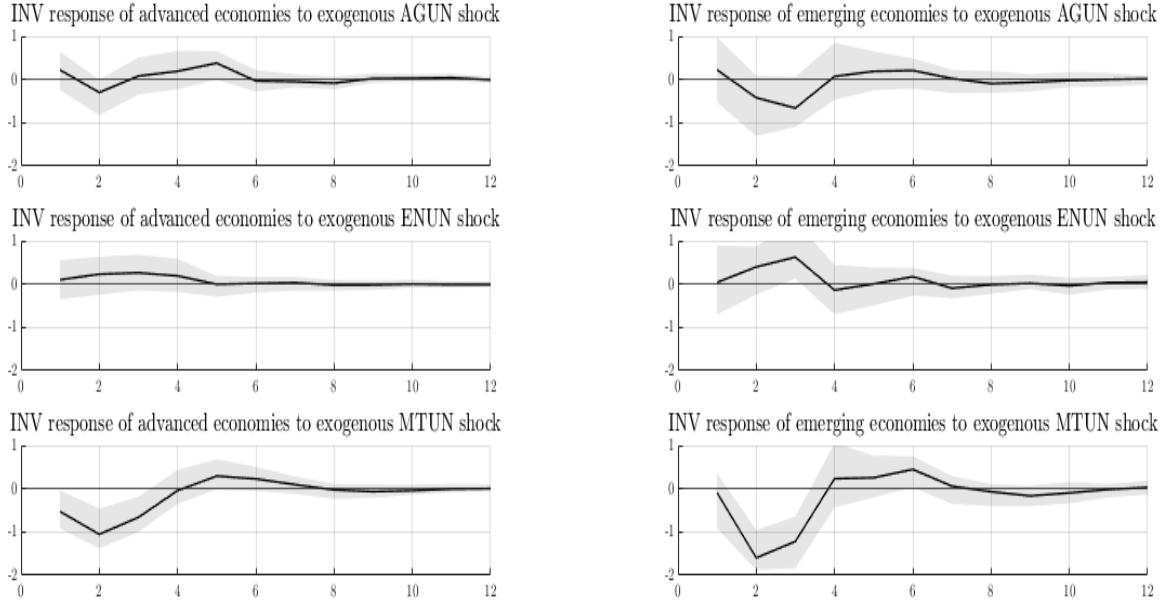 INV response of advanced economies to exogenous AGUN shock
1
0
-1
-2
0 2 4 6 8 10 12
INV response of emerging economies to exogenous AGUN shock
1
0
-1
-2
0 2 4 6 8 10 12
INV response of advanced economies to exogenous ENUN shock
1
0
-1
-2
0 2 4 6 8 10 12
INV response of emerging economies to exogenous ENUN shock
1
0
-1
-2
0 2 4 6 8 10 12
INV response of advanced economies to exogenous MTUN shock
1
0
-1
-2
0 2 4 6 8 10 12
INV response of emerging economies to exogenous MTUN shock
1
0
-1
-2
0 2 4 6 8 10 12